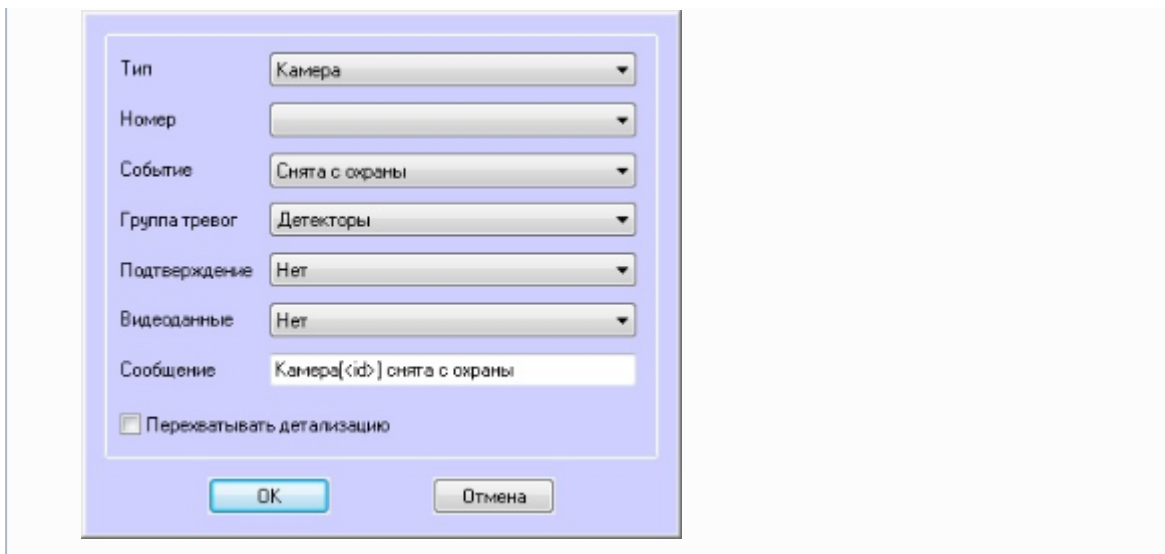 Тип Камера
Номер
Событие Снята с охраны
Группа тревог Детекторы
Подтверждение Нет
Видеоданные Нет
Сообщение Камера[<id>] снята с охраны
Перехватывать детализацию
OK Отмена